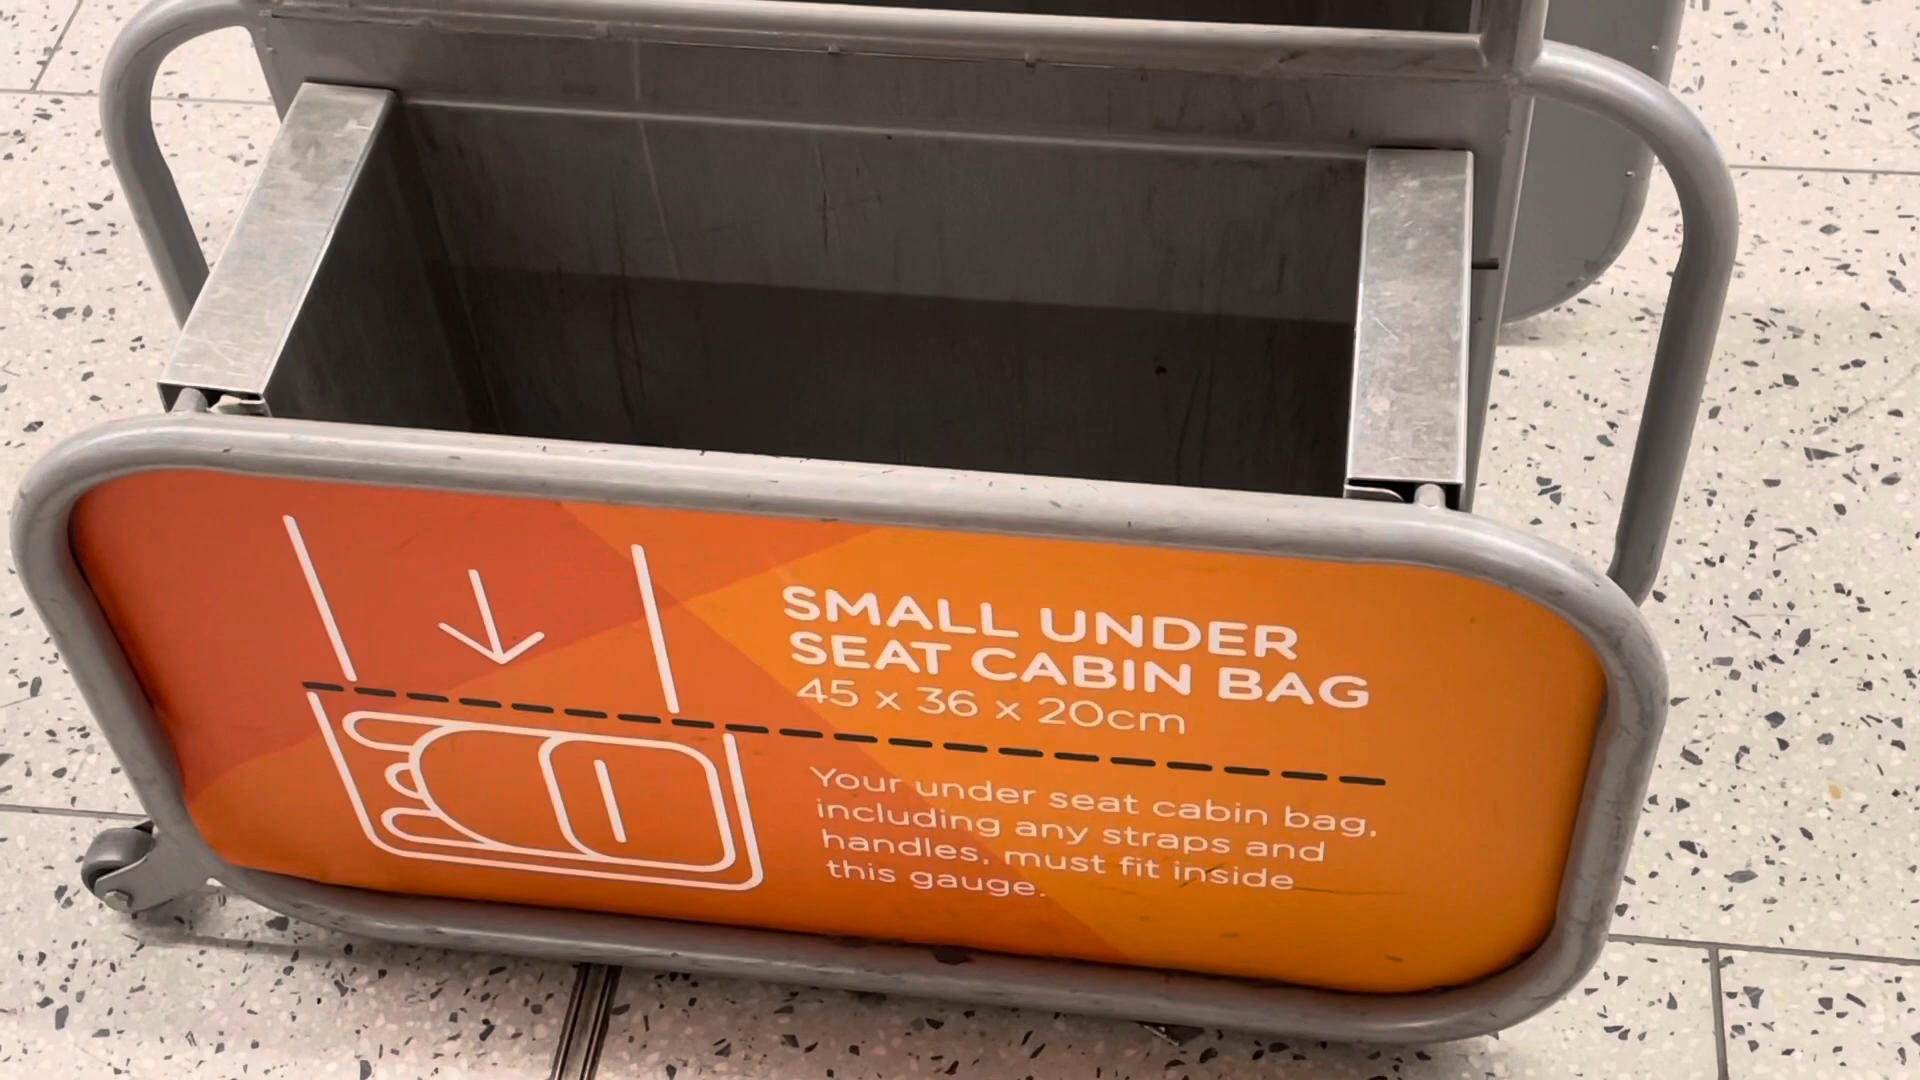 SMALL UNDER
SEAT CABIN BAG
45 x 36 x 20cm
Your under seat cabin bag,
including any straps and
handles, must fit inside
this gauge.